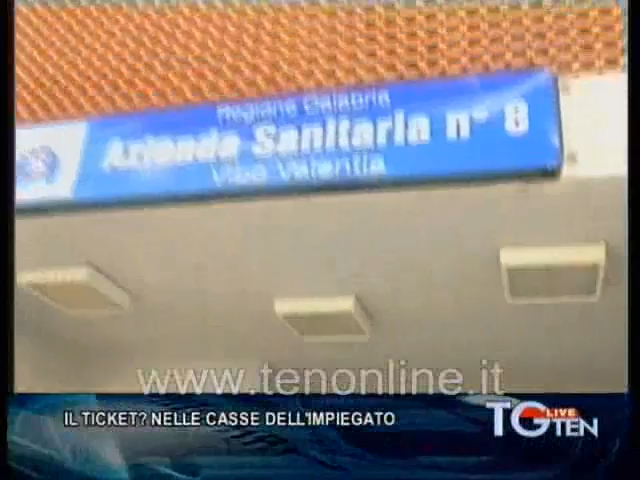 Regione Calabria
Azienda Sanitaria n° 8
Vibo Valentia
www.tenonline.it
IL TICKET? NELLE CASSE DELL'IMPIEGATO
TG LIVE TEN